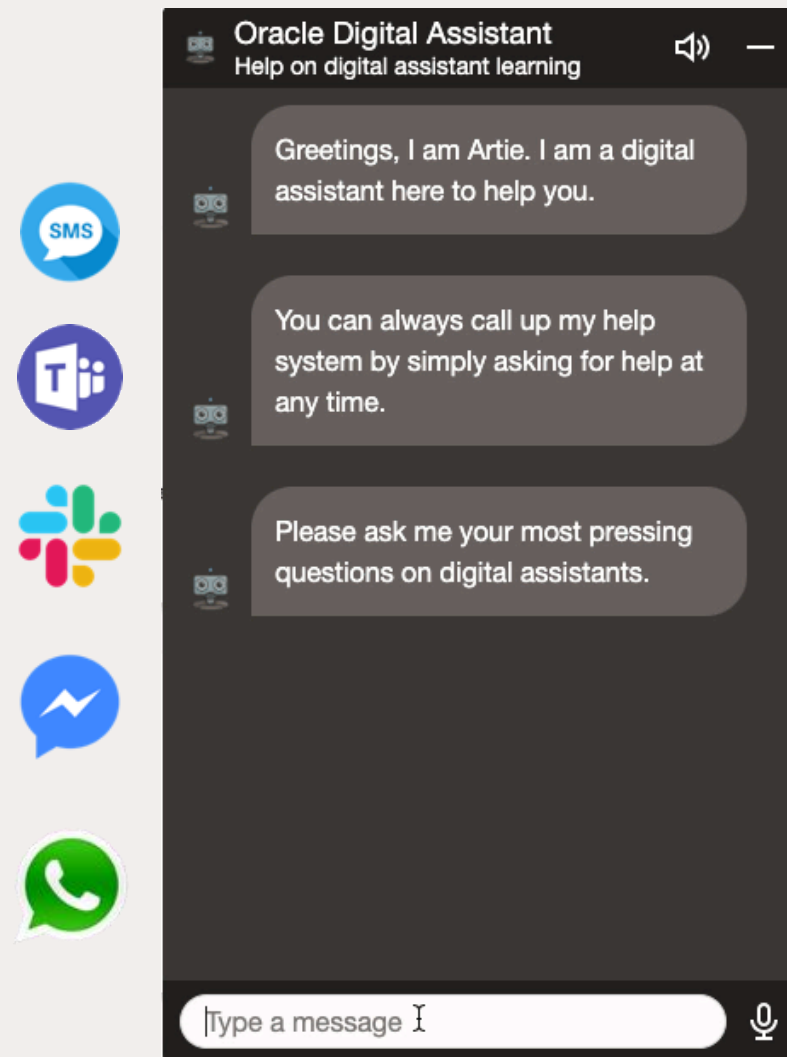 Oracle Digital Assistant
Help on digital assistant learning
Greetings, I am Artie. I am a digital
assistant here to help you.
SMS
You can always call up my help
system by simply asking for help at
any time.
T
Please ask me your most pressing
questions on digital assistants.
Type a message